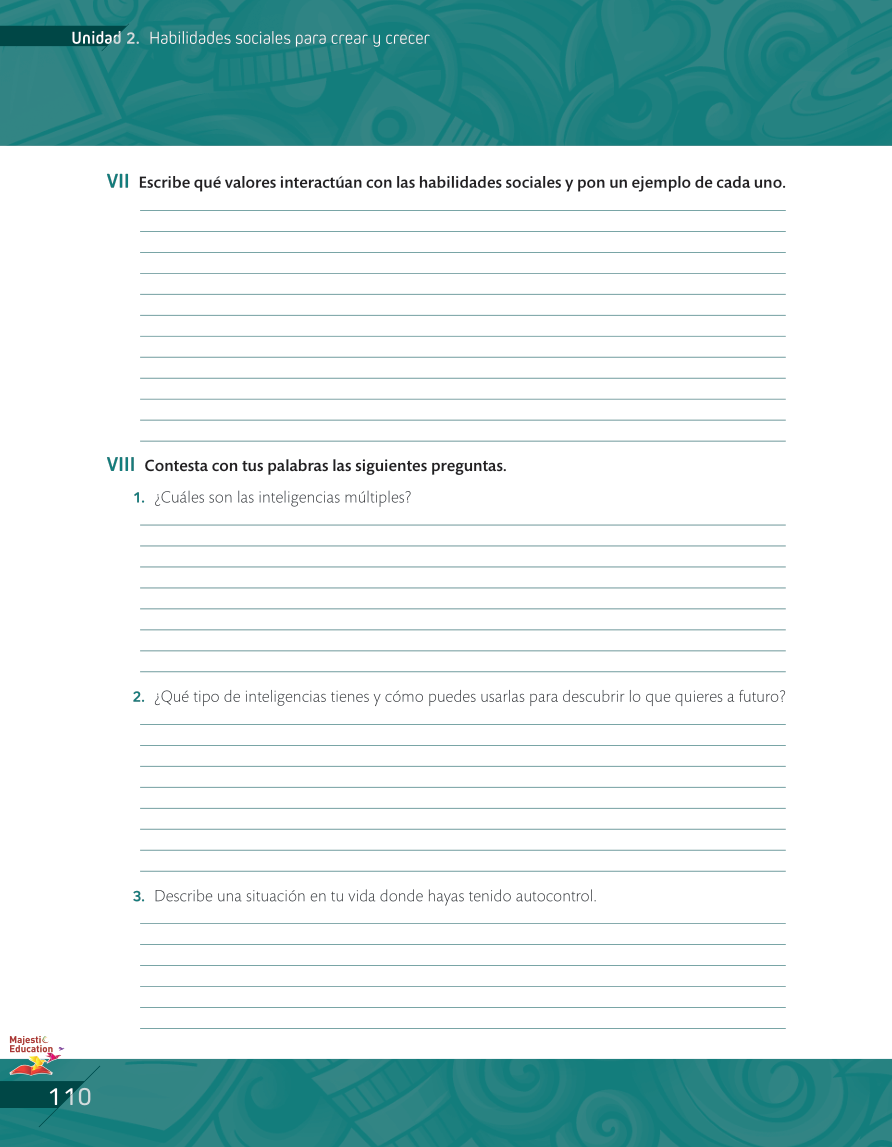 Unidad 2. Habilidades sociales para crear y crecer
VII Escribe qué valores interactúan con las habilidades sociales y pon un ejemplo de cada uno.
VIII Contesta con tus palabras las siguientes preguntas.
1. ¿Cuáles son las inteligencias múltiples?
2. ¿Qué tipo de inteligencias tienes y cómo puedes usarlas para descubrir lo que quieres a futuro?
3. Describe una situación en tu vida donde hayas tenido autocontrol.
Majestic
Education
110